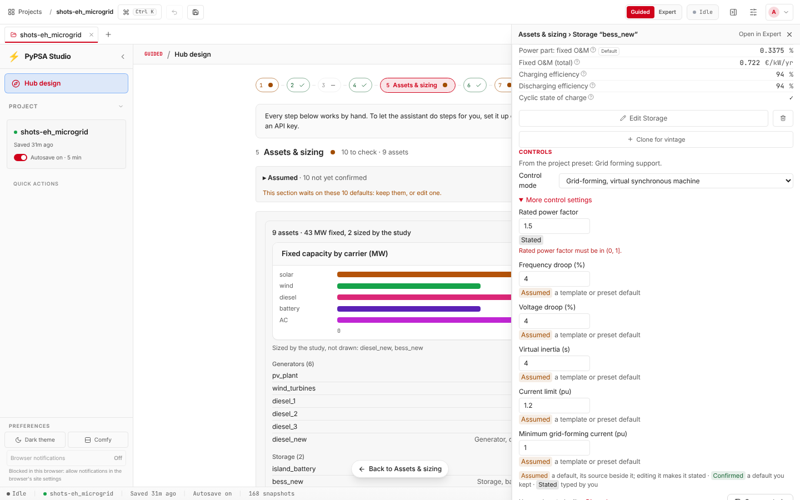 Projects / shots-eh_microgrid Ctrl K Guided Expert Idle A
shots-eh_microgrid
PyPSA Studio
Hub design
PROJECT
shots-eh_microgrid
Saved 31m ago
Autosave on · 5 min
QUICK ACTIONS
PREFERENCES
Dark theme
Comfy
Browser notifications Off
Blocked in this browser: allow notifications in the
browser's site settings
GUIDED / Hub design
1 2 3 4 5 Assets & sizing 6 7
Every step below works by hand. To let the assistant do steps for you, set it up
an API key.
5 Assets & sizing 10 to check · 9 assets
Assumed · 10 not yet confirmed
This section waits on these 10 defaults: keep them, or edit one.
9 assets · 43 MW fixed, 2 sized by the study
Fixed capacity by carrier (MW)
solar
wind
diesel
battery
AC
0
Sized by the study, not drawn: diesel_new, bess_new
Generators (6)
pv_plant
wind_turbines
diesel_1
diesel_2
diesel_3
diesel_new Generator,
Storage (2)
island_battery
bess_new Storage,
Back to Assets & sizing
Assets & sizing › Storage "bess_new" Open in Expert
Power part: fixed O&M Default 0.3375 %
Fixed O&M (total) 0.722 €/kW/yr
Charging efficiency 94 %
Discharging efficiency 94 %
Cyclic state of charge ✓
Edit Storage
+ Clone for vintage
CONTROLS
From the project preset: Grid forming support.
Control
mode
Grid-forming, virtual synchronous machine
More control settings
Rated power factor
1.5
Stated
Rated power factor must be in (0, 1].
Frequency droop (%)
4
Assumed a template or preset default
Voltage droop (%)
4
Assumed a template or preset default
Virtual inertia (s)
4
Assumed a template or preset default
Current limit (pu)
1.2
Assumed a template or preset default
Minimum grid-forming current (pu)
1
Assumed a template or preset default
Assumed a default, its source beside it; editing it makes it stated · Confirmed a default you
kept · Stated typed by you
Idle shots-eh_microgrid Saved 31m ago Autosave on 168 snapshots